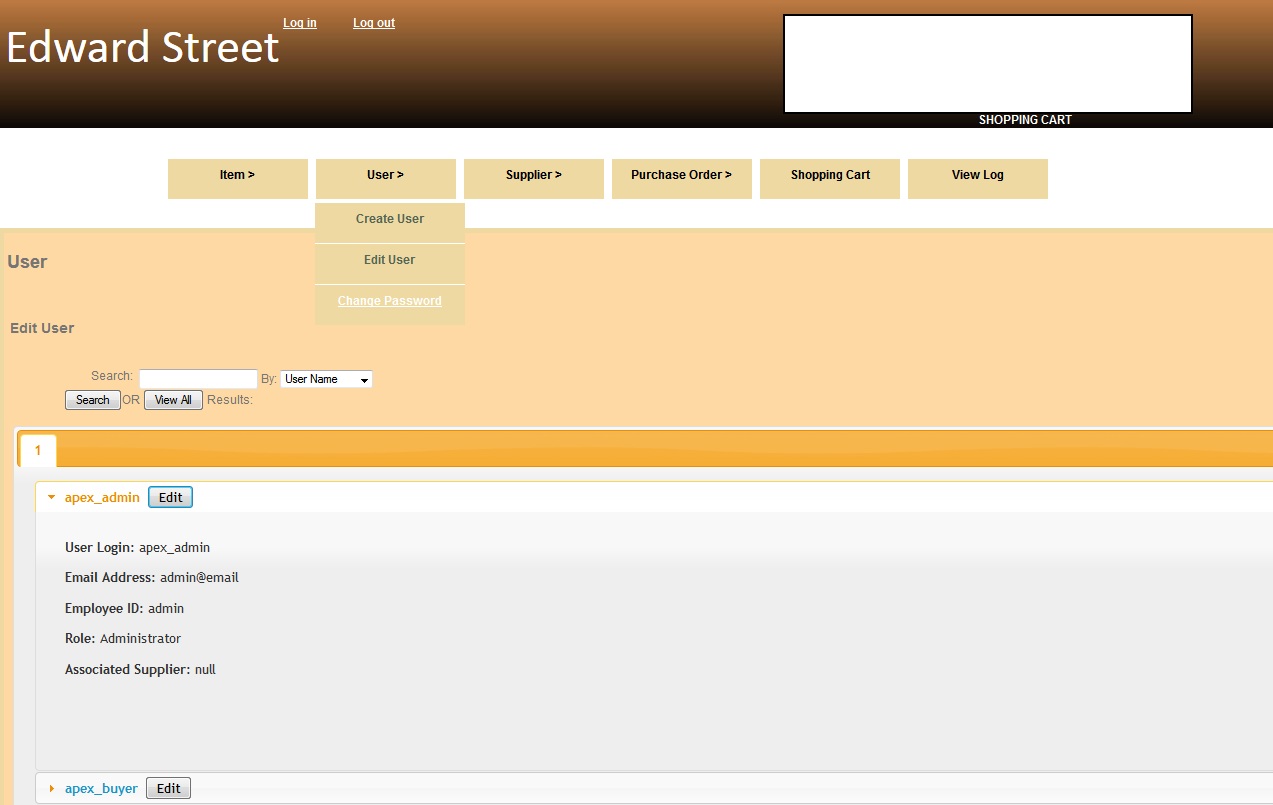 Log in Log out
Edward Street
SHOPPING CART
Item > User > Supplier > Purchase Order > Shopping Cart View Log
Create User
Edit User
Change Password
User
Edit User
Search: By: User Name
Search OR View All Results:
1
apex_admin Edit
User Login: apex_admin
Email Address: admin@email
Employee ID: admin
Role: Administrator
Associated Supplier: null
apex_buyer Edit